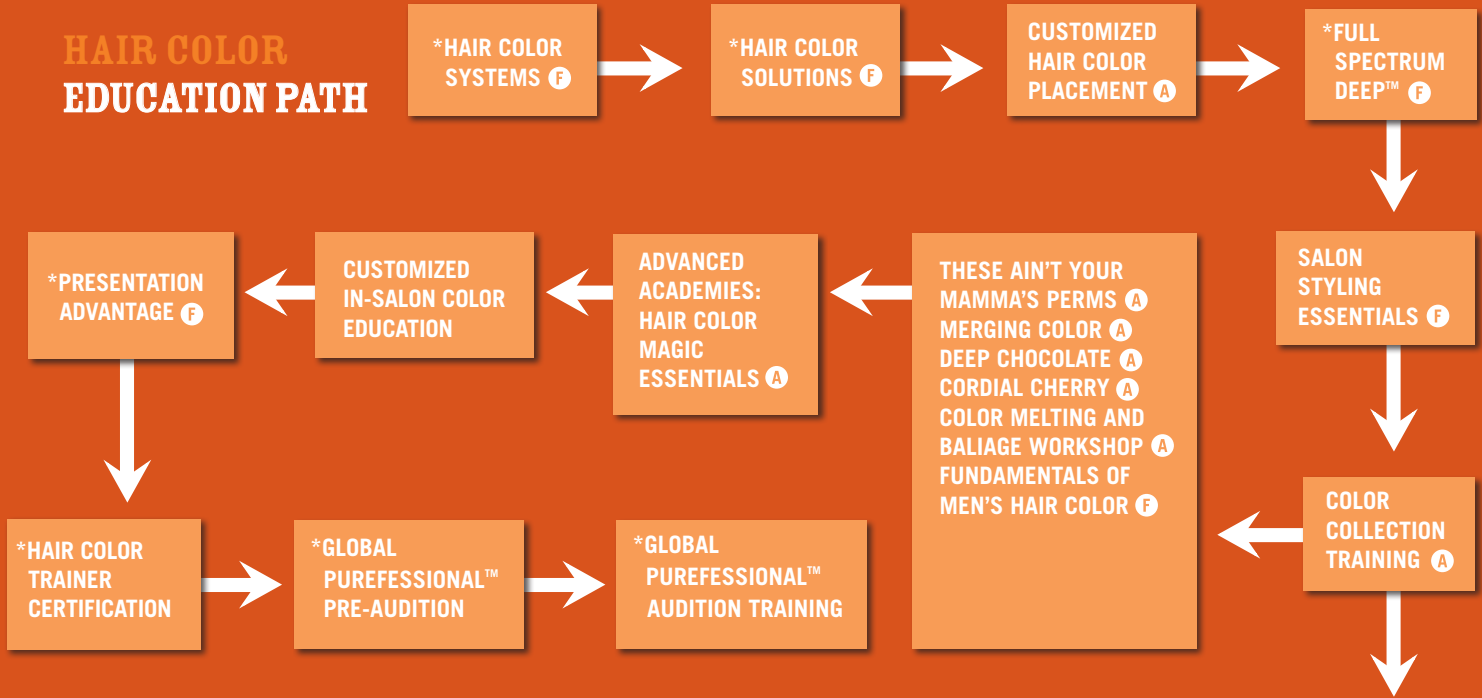 HAIR COLOR
EDUCATION PATH
*HAIR COLOR
SYSTEMS F
*HAIR COLOR
SOLUTIONS F
CUSTOMIZED
HAIR COLOR
PLACEMENT A
*FULL
SPECTRUM
DEEP™ F
SALON
STYLING
ESSENTIALS F
COLOR
COLLECTION
TRAINING A
THESE AIN'T YOUR
MAMMA'S PERMS A
MERGING COLOR A
DEEP CHOCOLATE A
CORDIAL CHERRY A
COLOR MELTING AND
BALIAGE WORKSHOP A
FUNDAMENTALS OF
MEN'S HAIR COLOR F
ADVANCED
ACADEMIES:
HAIR COLOR
MAGIC
ESSENTIALS A
CUSTOMIZED
IN-SALON COLOR
EDUCATION
*PRESENTATION
ADVANTAGE F
*HAIR COLOR
TRAINER
CERTIFICATION
*GLOBAL
PUREFESSIONAL™
PRE-AUDITION
*GLOBAL
PUREFESSIONAL™
AUDITION TRAINING